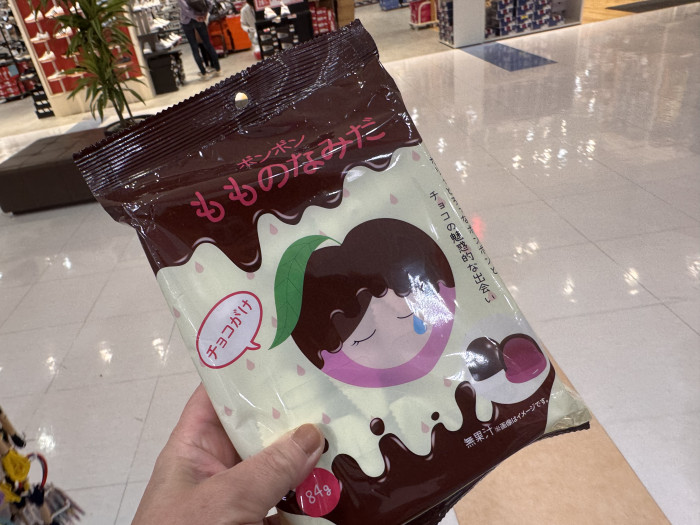 ボンボン
もものなみだ
チョコの魅惑的な出会い
チョコがけ
無果汁
※画像はイメージです。
84g